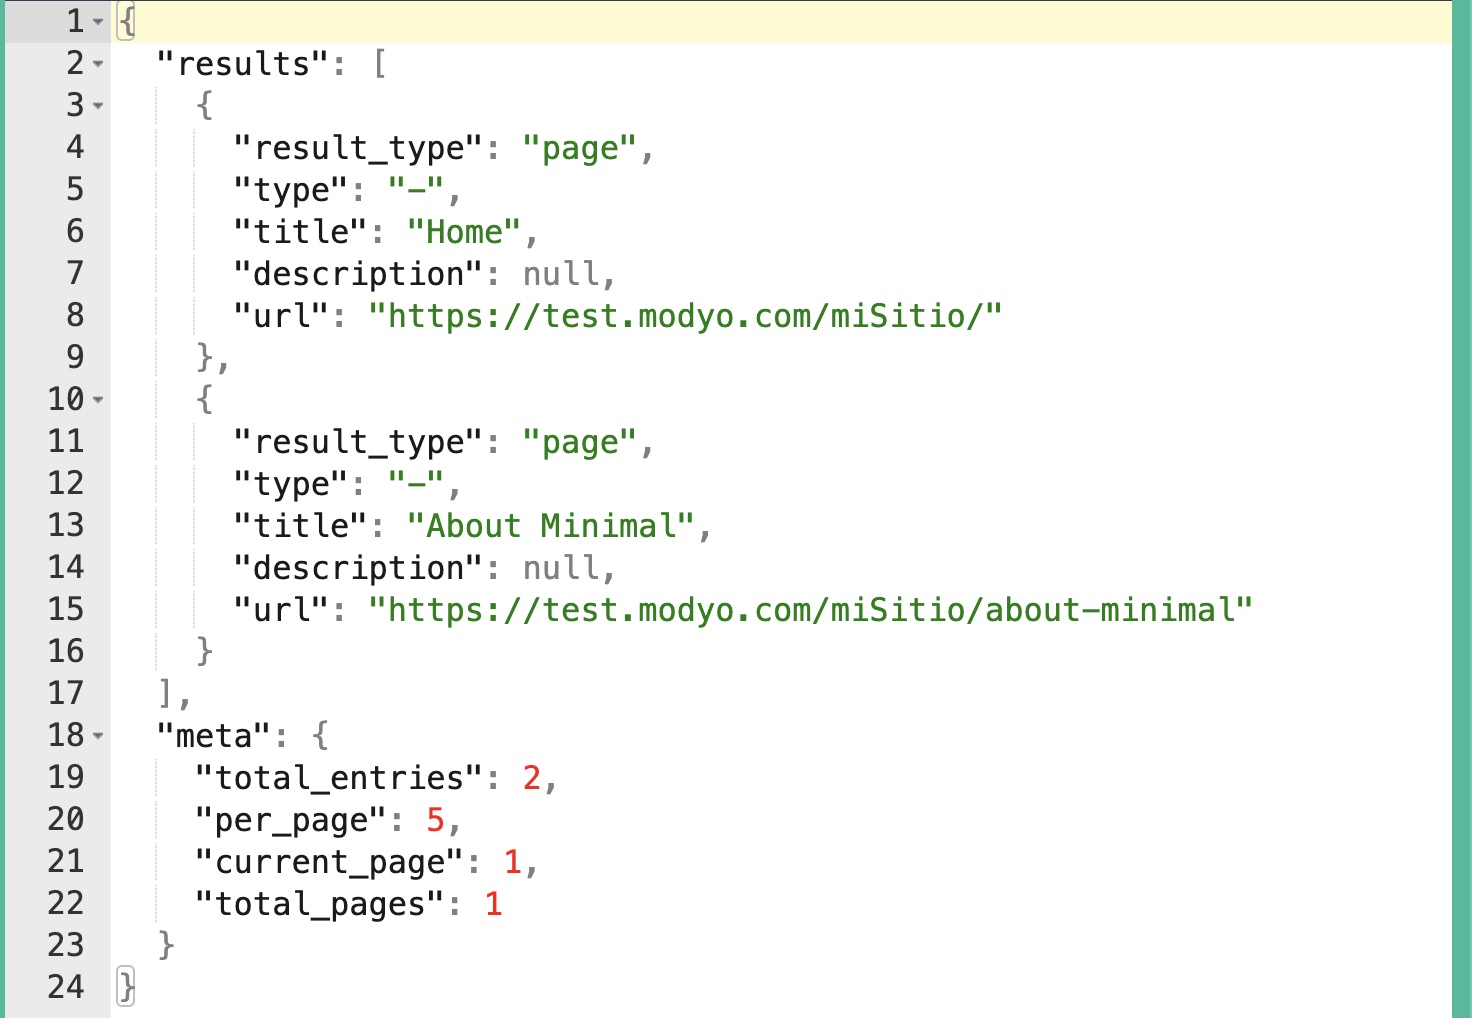 1 {
2   "results": [
3     {
4       "result_type": "page",
5       "type": "-",
6       "title": "Home",
7       "description": null,
8       "url": "https://test.modyo.com/miSitio/"
9     },
10     {
11       "result_type": "page",
12       "type": "-",
13       "title": "About Minimal",
14       "description": null,
15       "url": "https://test.modyo.com/miSitio/about-minimal"
16     }
17   ],
18   "meta": {
19     "total_entries": 2,
20     "per_page": 5,
21     "current_page": 1,
22     "total_pages": 1
23   }
24 }